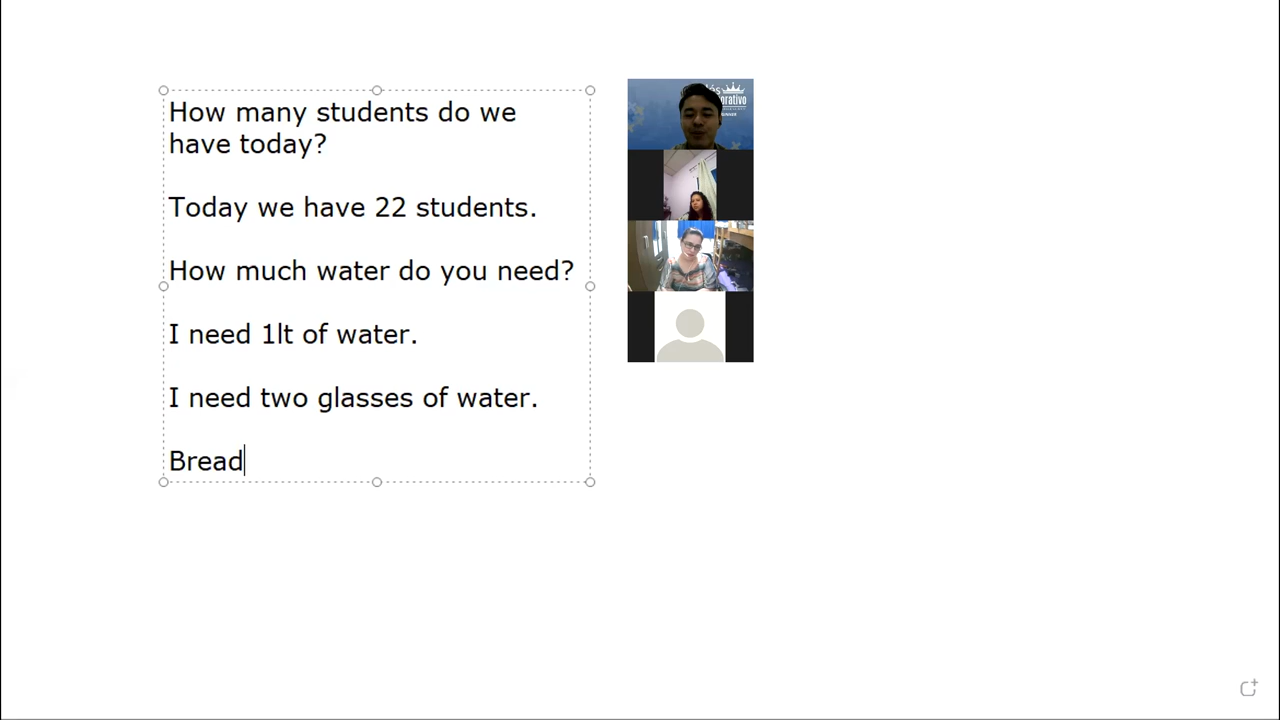 How many students do we
have today?
Today we have 22 students.
How much water do you need?
I need 1lt of water.
I need two glasses of water.
Bread